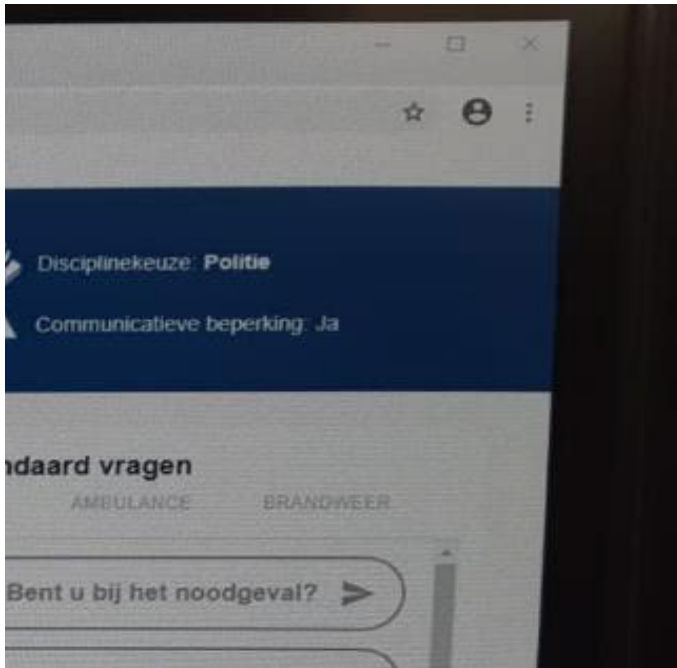 Disciplinekeuze: Politie
Communicatieve beperking: Ja
ndaard vragen
AMBULANCE BRANDWEER
Bent u bij het noodgeval?